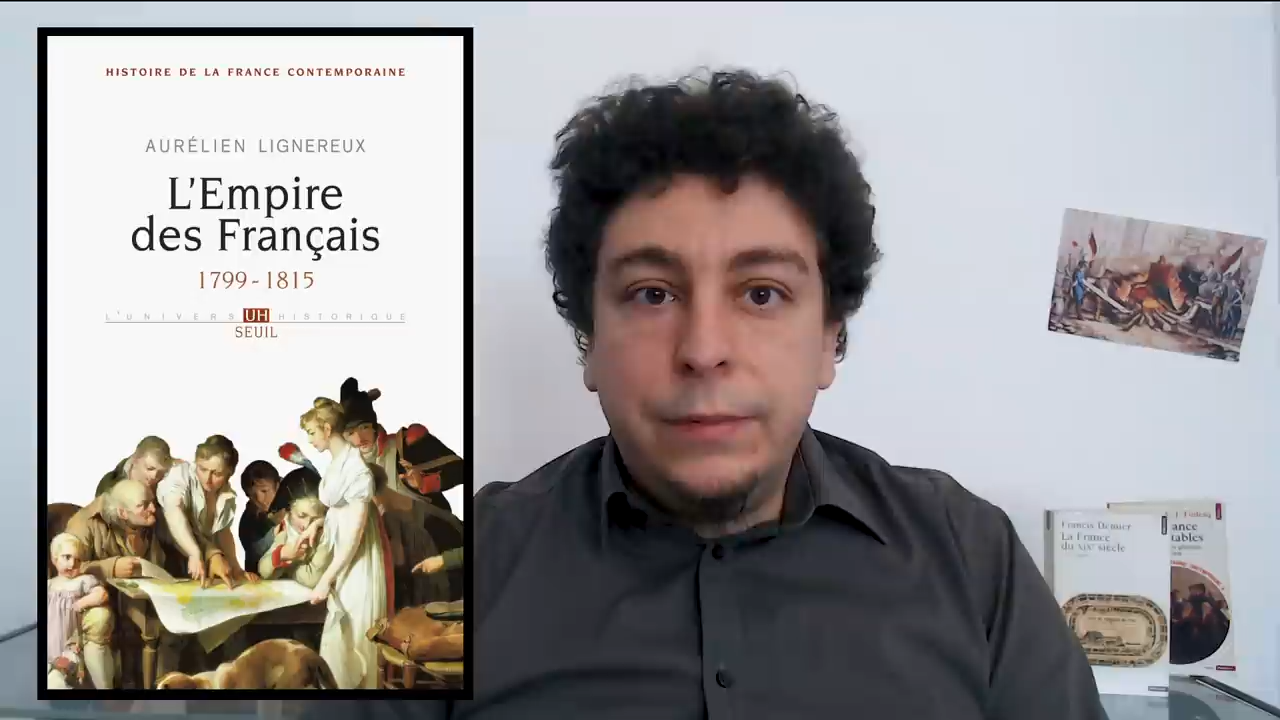 HISTOIRE DE LA FRANCE CONTEMPORAINE
AURÉLIEN LIGNEREUX
L'Empire
des Français
1799-1815
L'UNIVERS UH HISTORIQUE
SEUIL
Francis Démier
La France
du XIXe siècle